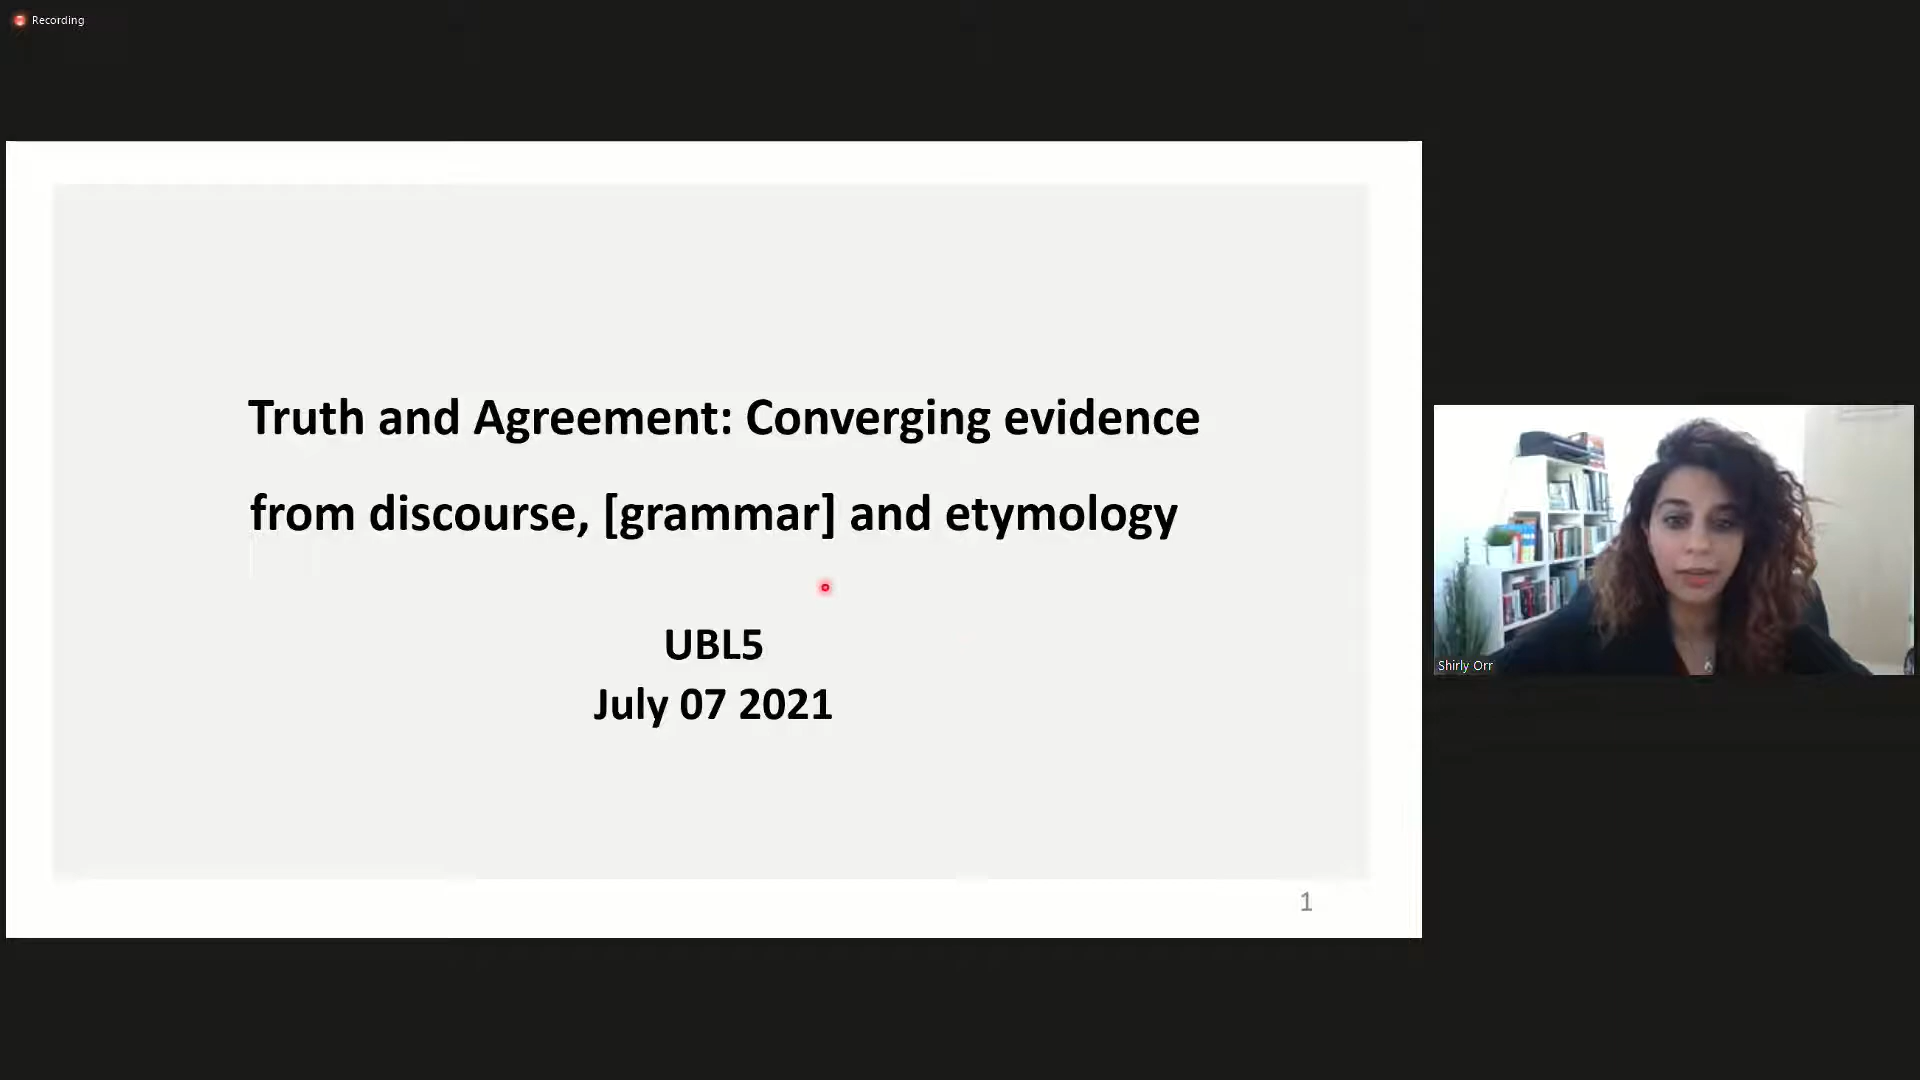 Recording
Truth and Agreement: Converging evidence
from discourse, [grammar] and etymology
UBL5
July 07 2021
1
Shirly Orr